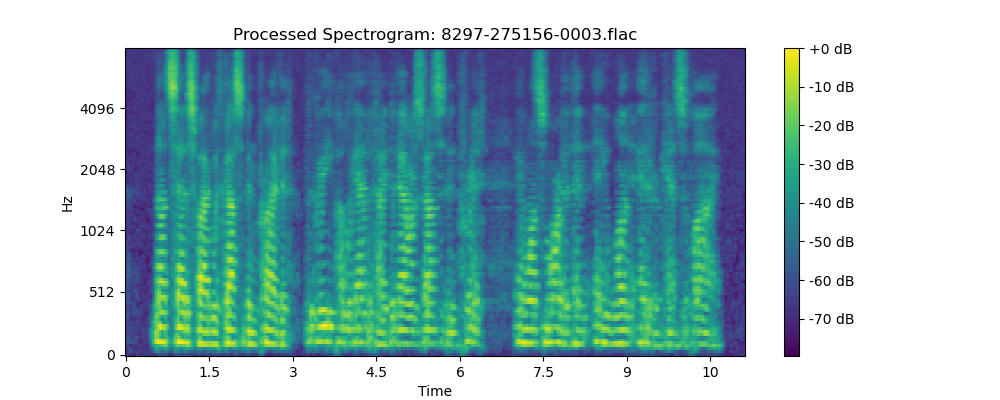 Processed Spectrogram: 8297-275156-0003.flac
+0 dB
-10 dB
-20 dB
-30 dB
-40 dB
-50 dB
-60 dB
-70 dB
Hz
4096
2048
1024
512
0
0 1.5 3 4.5 6 7.5 9 10
Time